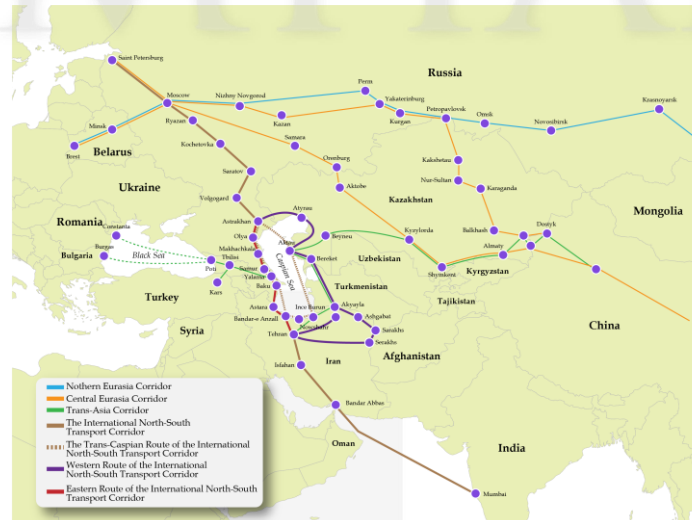 Saint Petersburg
Russia
Perm
Krasnoyarsk
Moscow
Nizhny Novgorod
Yakaterinburg
Petropavlovsk
Omsk
Novosibirsk
Minsk
Ryazan
Kazan
Kurgan
Brest
Belarus
Kochetovka
Samara
Kokshetau
Orenburg
Ukraine
Saratov
Nur-Sultan
Karaganda
Aktobe
Kazakhstan
Volgograd
Mongolia
Romania
Constanta
Astrakhan
Atyrau
Balkhash
Dostyk
Olya
Beyneu
Kyzylorda
Bulgaria
Burgas
Black Sea
Makhachkala
Aktau
Uzbekistan
Almaty
Tbilisi
Samur
Caspian Sea
Bereket
Kyrgyzstan
Poti
Yalama
Shymkent
Turkey
Kars
Baku
Turkmenistan
Tajikistan
China
Astara
Ince Burun
Akyayla
Syria
Bandar-e Anzali
Nowshahr
Ashgabat
Sarakhs
Tehran
Serakhs
Isfahan
Iran
Afghanistan
Bandar Abbas
Oman
India
Mumbai
Nothern Eurasia Corridor
Central Eurasia Corridor
Trans-Asia Corridor
The International North-South
Transport Corridor
The Trans-Caspian Route of the International
North-South Transport Corridor
Western Route of the International
North-South Transport Corridor
Eastern Route of the International North-South
Transport Corridor